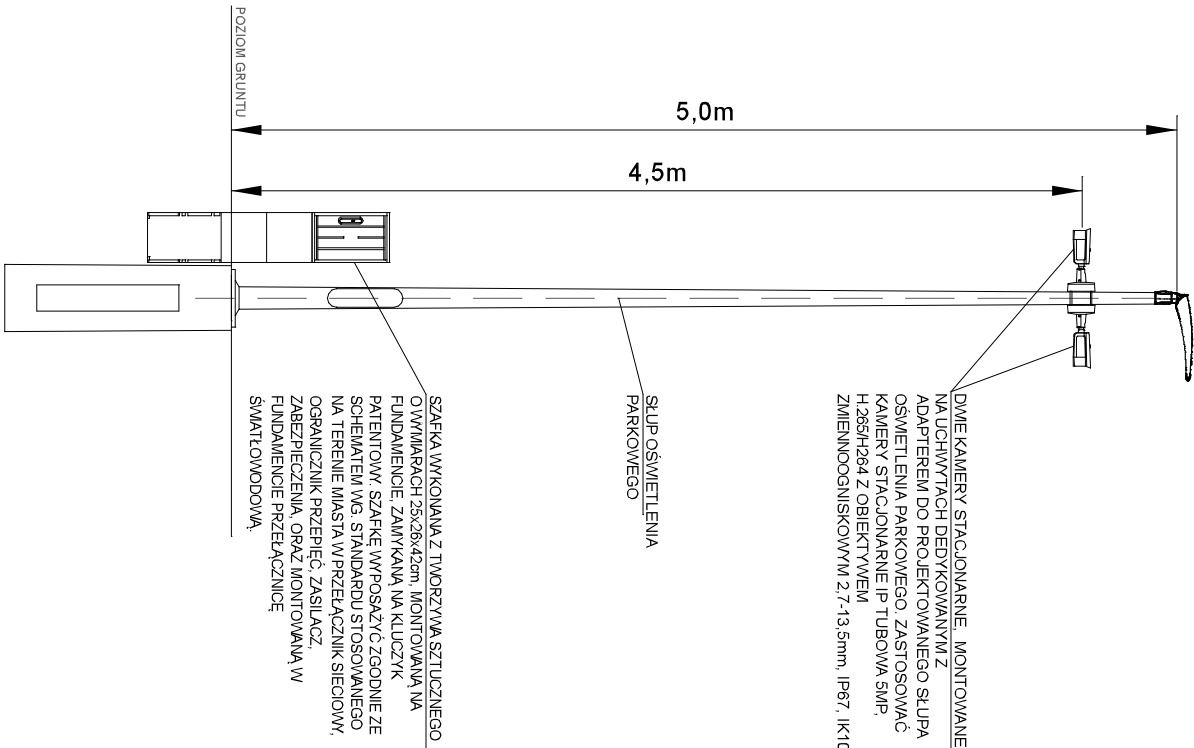 POZIOM GRUNTU
5,0m
4,5m
DWIE KAMERY STACJONARNE, MONTOWANE
NA UCHWYTACH DEDYKOWANYM Z
ADAPTEREM DO PROJEKTOWANEGO SŁUPA
OŚWIETLENIA PARKOWEGO. ZASTOSOWAĆ
KAMERY STACJONARNE IP TUBOWA 5MP,
H.265/H264 Z OBIEKTYWEM
ZMIENNOOGNISKOWYM 2,7-13,5mm, IP67, IK10
SŁUP OŚWIETLENIA
PARKOWEGO
SZAFKA WYKONANA Z TWORZYWA SZTUCZNEGO
O WYMIARACH 25x26x42cm, MONTOWANĄ NA
FUNDAMENCIE, ZAMYKANĄ NA KLUCZYK
PATENTOWY. SZAFKĘ WYPOSAŻYĆ ZGODNIE ZE
SCHEMATEM WG. STANDARDU STOSOWANEGO
NA TERENIE MIASTA W PRZEŁĄCZNIK SIECIOWY,
OGRANICZNIK PRZEPIĘĆ, ZASILACZ,
ZABEZPIECZENIA, ORAZ MONTOWANĄ W
FUNDAMENCIE PRZEŁĄCZNICĘ
ŚWIATŁOWODOWĄ.